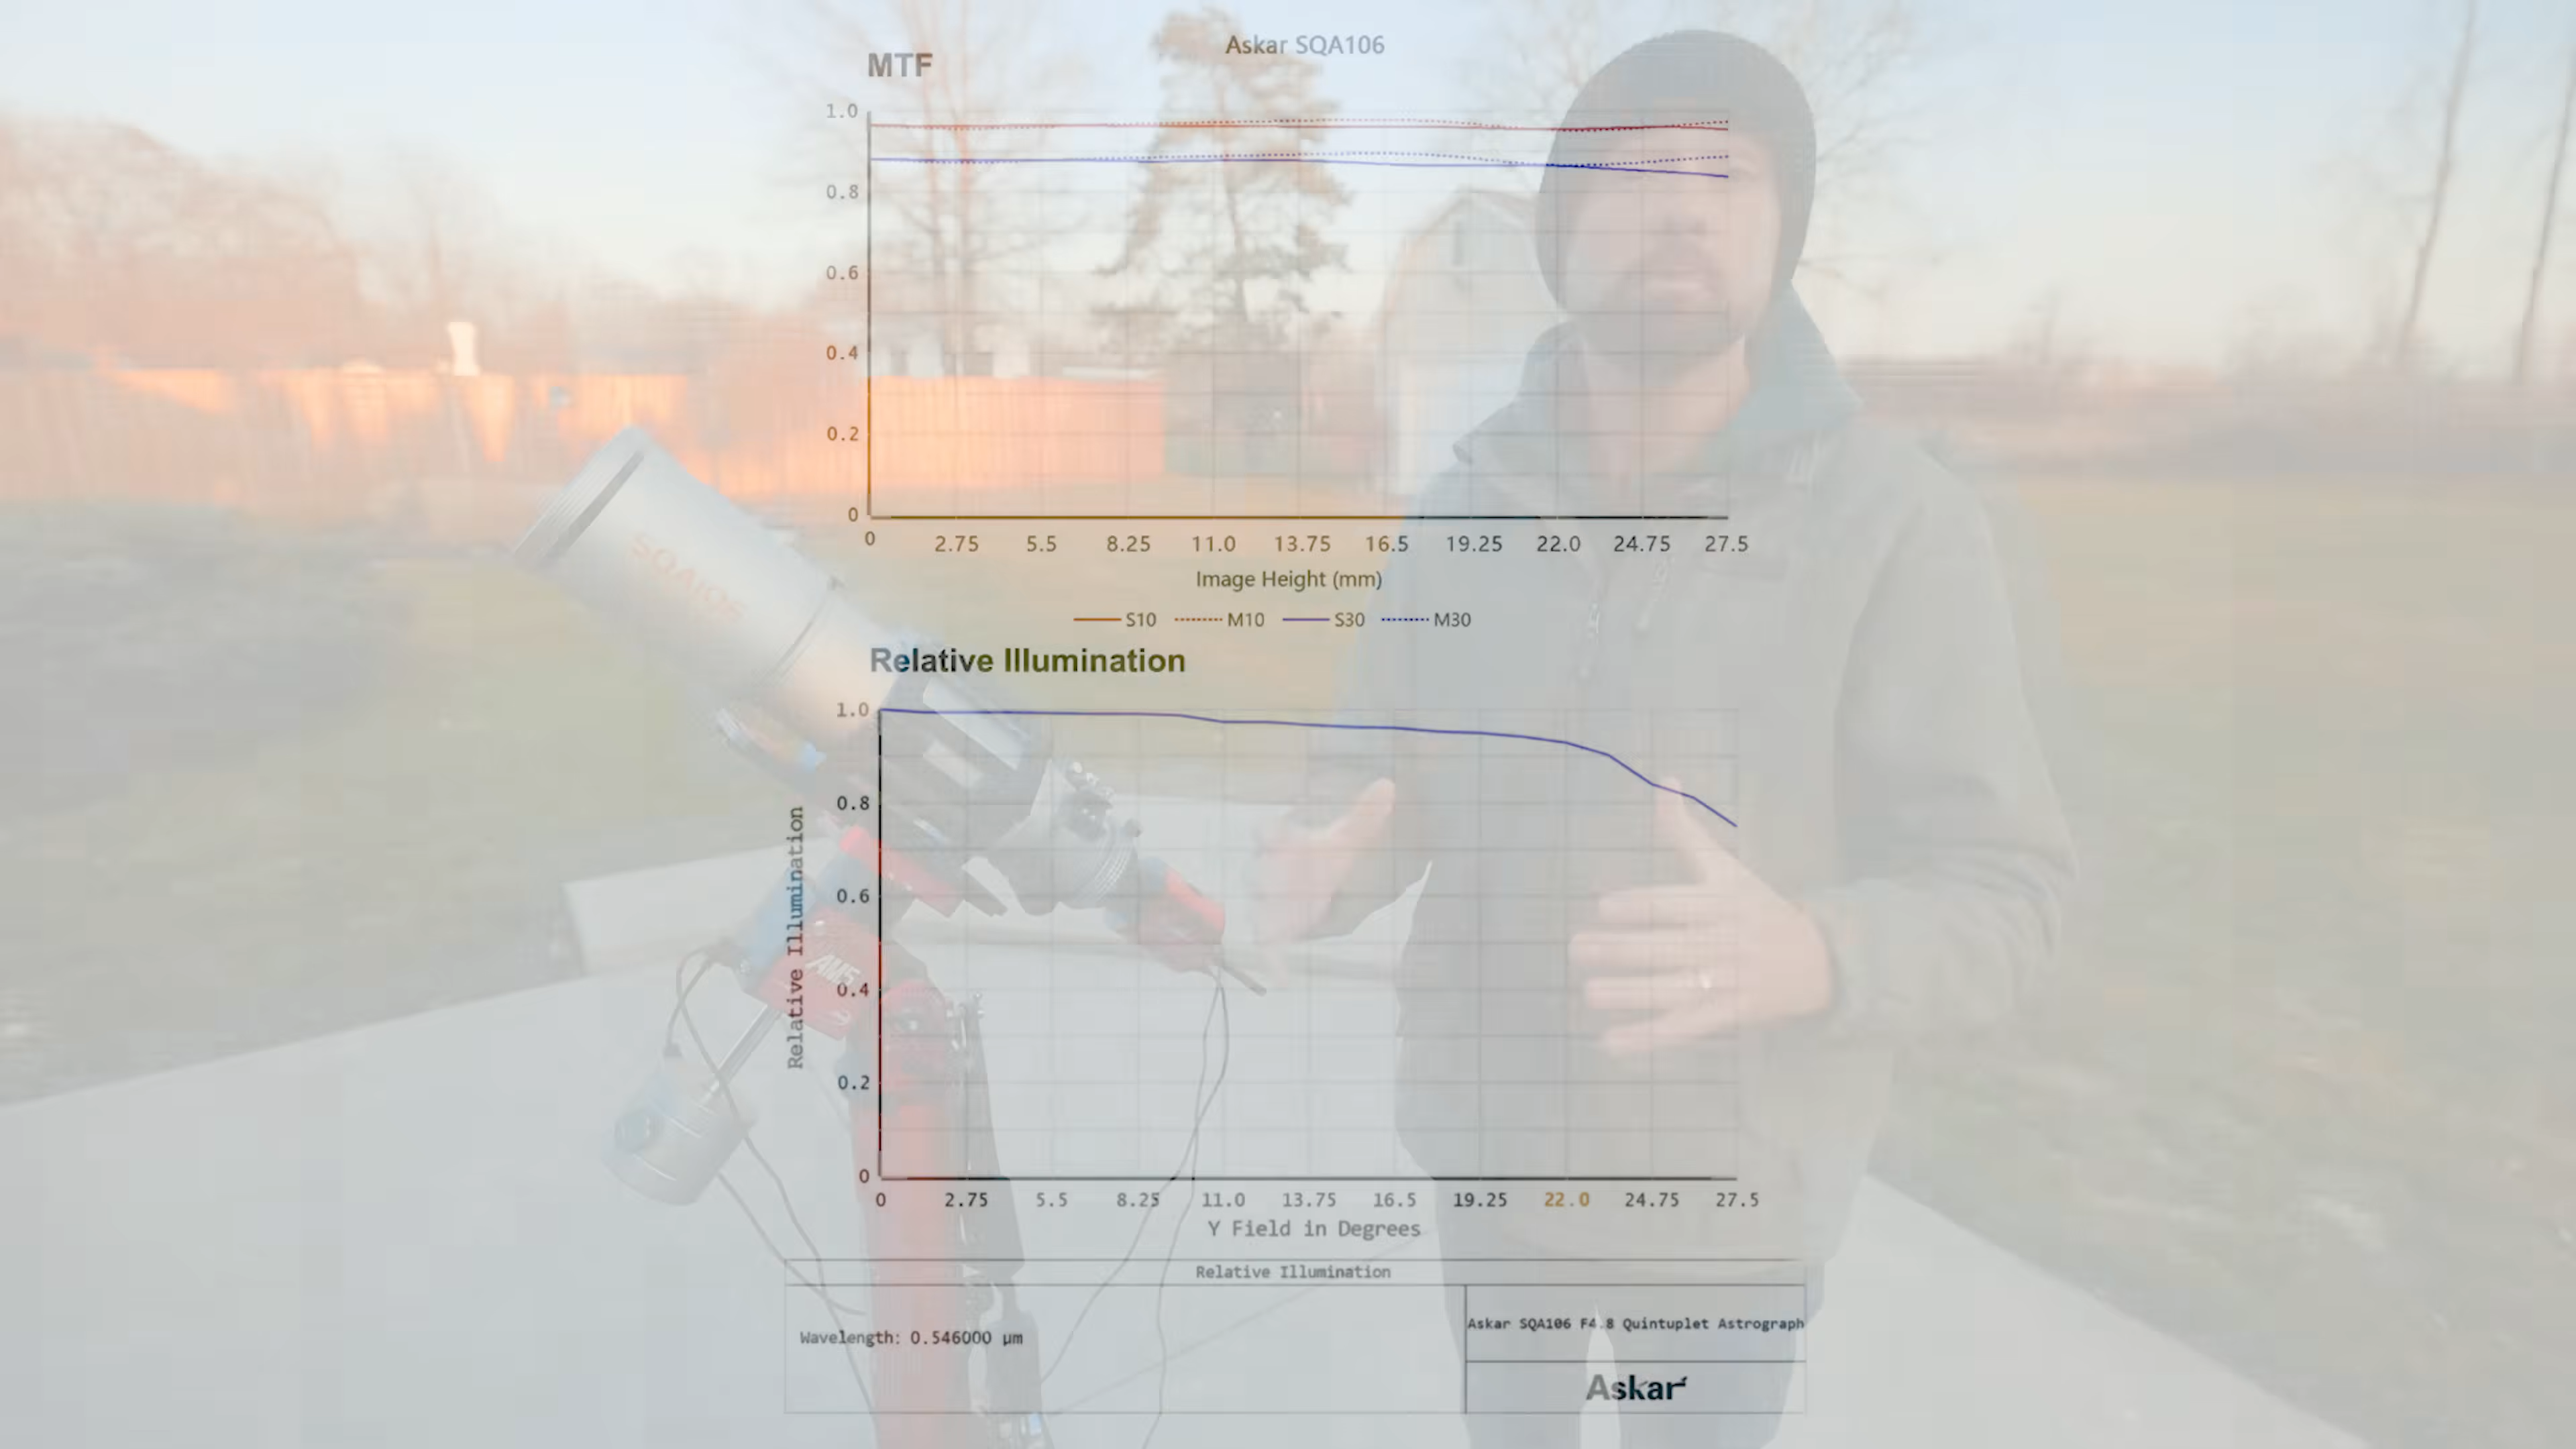 Askar SQA106
MTF
1.0
0.8
0.6
0.4
0.2
0
0 2.75 5.5 8.25 11.0 13.75 16.5 19.25 22.0 24.75 27.5
Image Height (mm)
S10 M10 S30 M30
Relative Illumination
1.0
0.8
0.6
0.4
0.2
0
Relative Illumination
0 2.75 5.5 8.25 11.0 13.75 16.5 19.25 22.0 24.75 27.5
Y Field in Degrees
Relative Illumination
Wavelength: 0.546000 µm
Askar SQA106 F4.8 Quintuplet Astrograph
Askar
SQA106
AM5